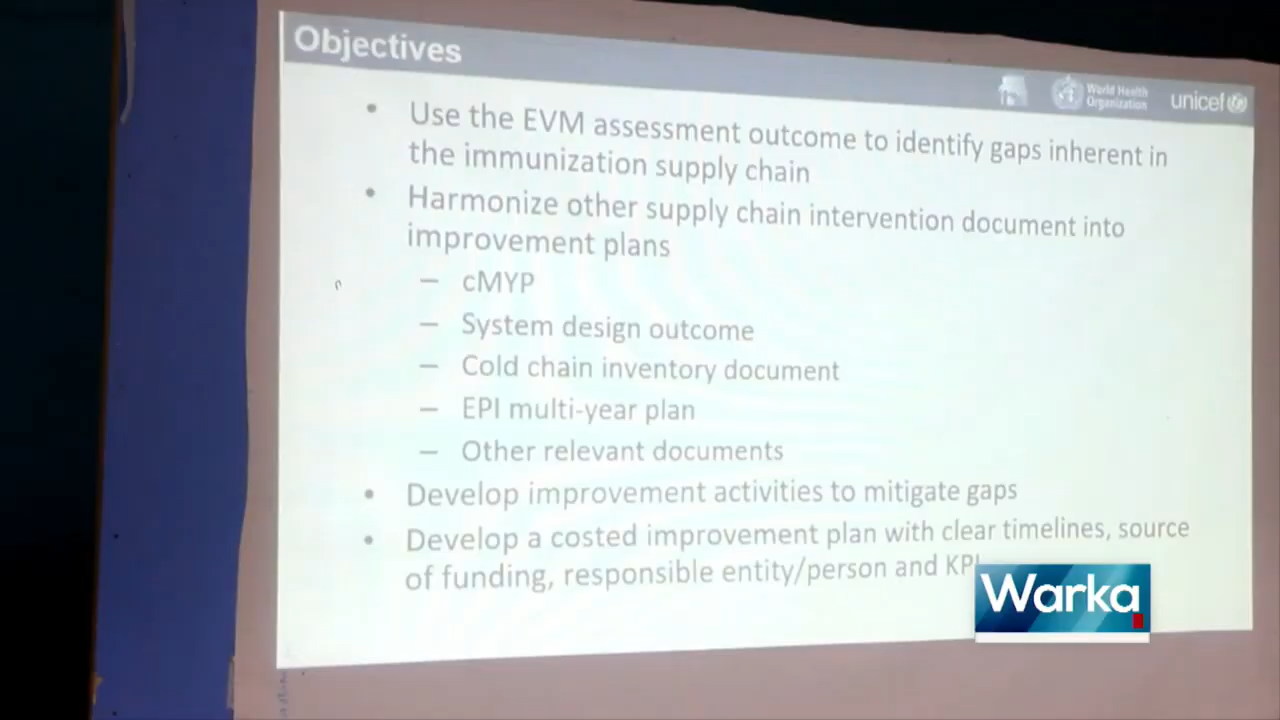 Objectives
World Health
Organization
unicef
• Use the EVM assessment outcome to identify gaps inherent in
the immunization supply chain
• Harmonize other supply chain intervention document into
improvement plans
– cMYP
– System design outcome
– Cold chain inventory document
– EPI multi-year plan
– Other relevant documents
• Develop improvement activities to mitigate gaps
• Develop a costed improvement plan with clear timelines, source
of funding, responsible entity/person and KPI
Warka